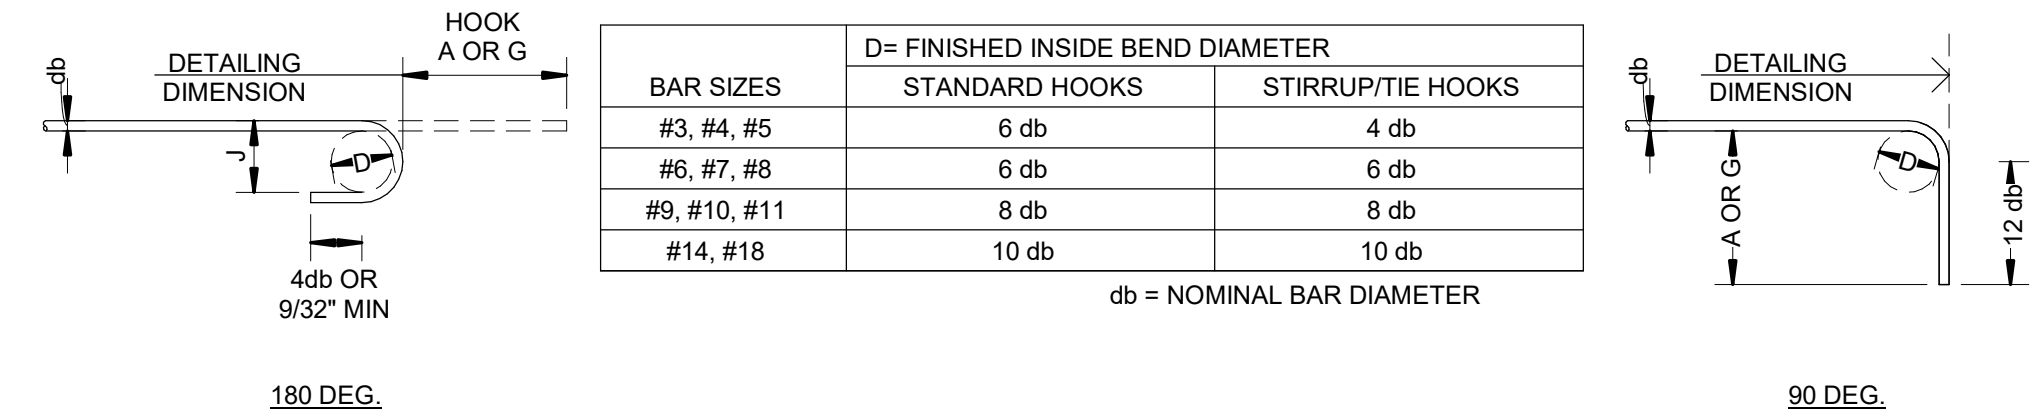 HOOK
A OR G
db
DETAILING
DIMENSION
J
D
4db OR
9/32" MIN
180 DEG.
D= FINISHED INSIDE BEND DIAMETER
BAR SIZES STANDARD HOOKS STIRRUP/TIE HOOKS
#3, #4, #5 6 db 4 db
#6, #7, #8 6 db 6 db
#9, #10, #11 8 db 8 db
#14, #18 10 db 10 db
db = NOMINAL BAR DIAMETER
db
DETAILING
DIMENSION
D
A OR G
12 db
90 DEG.